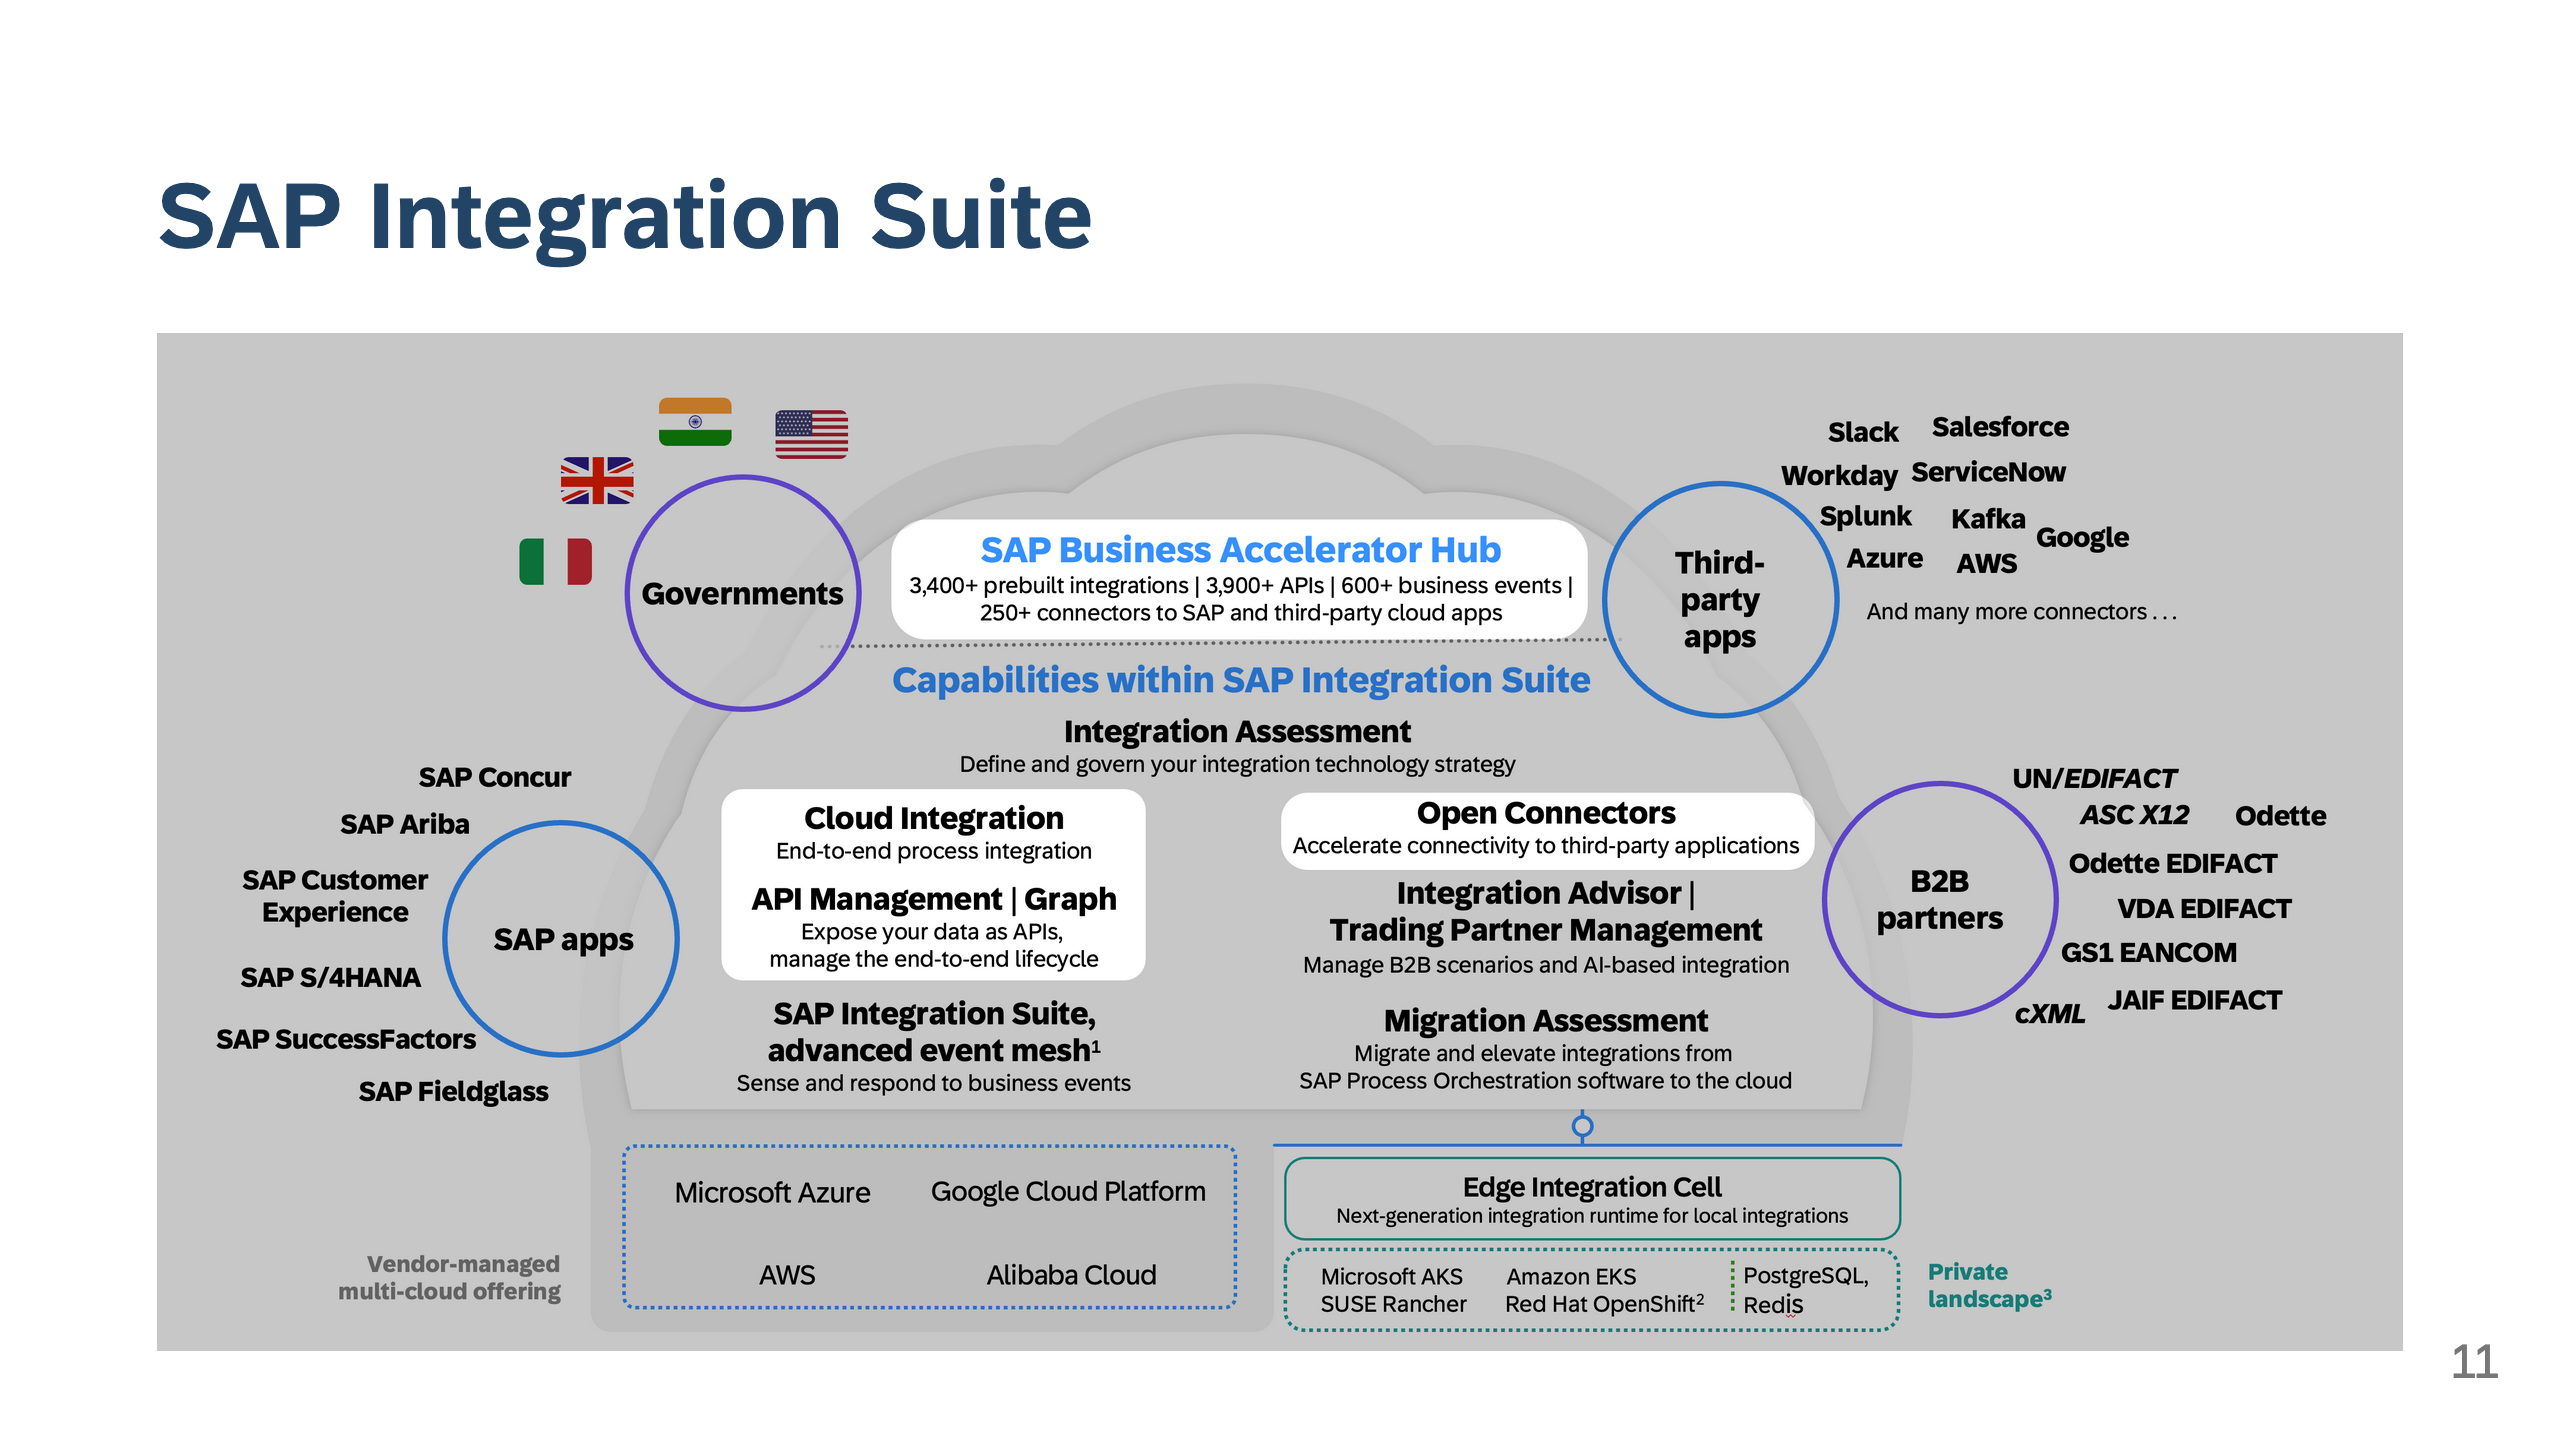 SAP Integration Suite
Governments
SAP Business Accelerator Hub
3,400+ prebuilt integrations | 3,900+ APIs | 600+ business events |
250+ connectors to SAP and third-party cloud apps
Third-
party
apps
Slack Salesforce
Workday ServiceNow
Splunk Kafka Google
Azure AWS
And many more connectors ...
Capabilities within SAP Integration Suite
Integration Assessment
Define and govern your integration technology strategy
SAP Concur
SAP Ariba
SAP Customer
Experience
SAP apps
SAP S/4HANA
SAP SuccessFactors
SAP Fieldglass
Cloud Integration
End-to-end process integration
API Management | Graph
Expose your data as APIs,
manage the end-to-end lifecycle
SAP Integration Suite,
advanced event mesh¹
Sense and respond to business events
Open Connectors
Accelerate connectivity to third-party applications
Integration Advisor |
Trading Partner Management
Manage B2B scenarios and AI-based integration
Migration Assessment
Migrate and elevate integrations from
SAP Process Orchestration software to the cloud
B2B
partners
UN/EDIFACT
ASC X12 Odette
Odette EDIFACT
VDA EDIFACT
GS1 EANCOM
cXML JAIF EDIFACT
Vendor-managed
multi-cloud offering
Microsoft Azure Google Cloud Platform
AWS Alibaba Cloud
Edge Integration Cell
Next-generation integration runtime for local integrations
Microsoft AKS Amazon EKS PostgreSQL,
SUSE Rancher Red Hat OpenShift² Redis
Private
landscape³
11